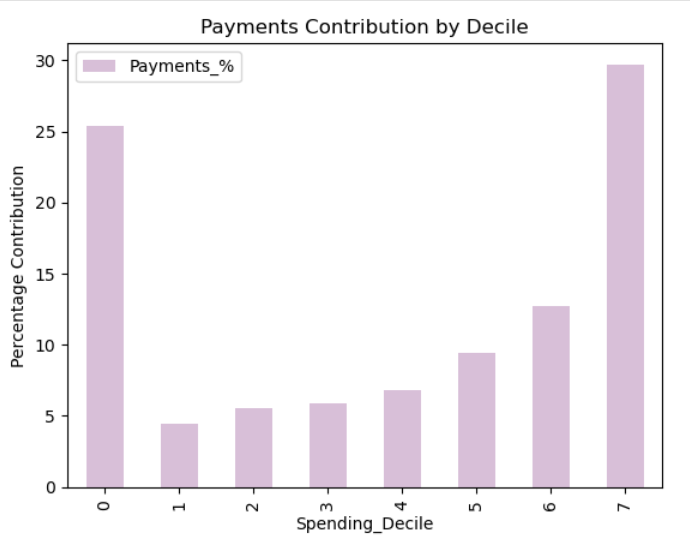 Payments Contribution by Decile
Payments_%
30
25
20
15
10
5
0
Percentage Contribution
0 1 2 3 4 5 6 7
Spending_Decile